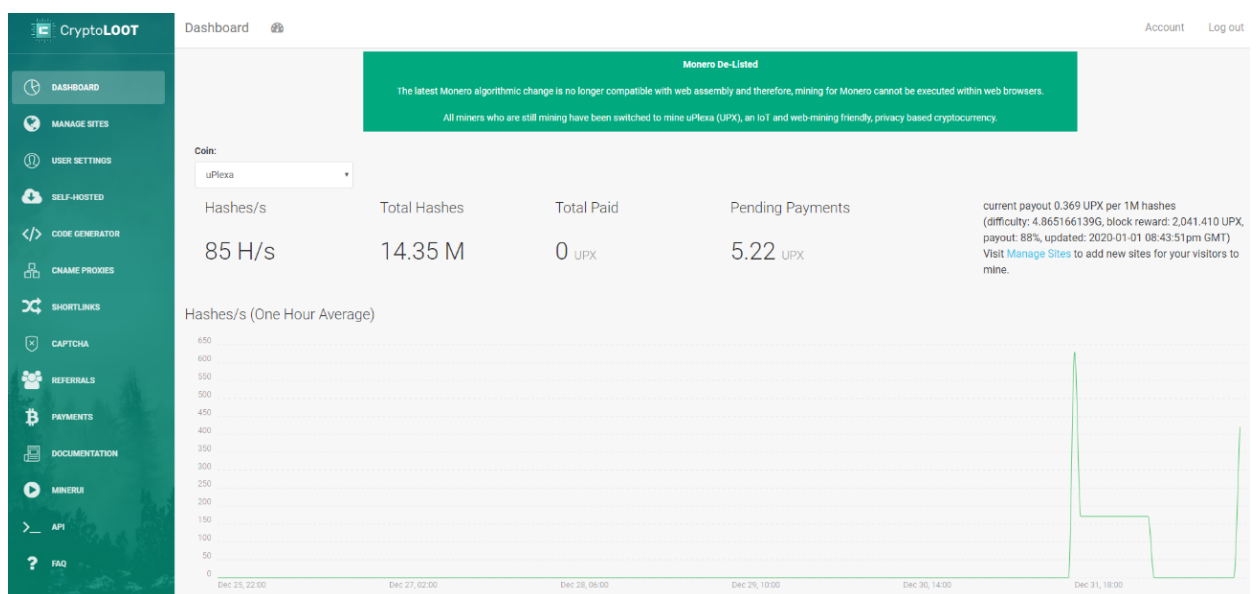 CryptoLOOT
Dashboard
Account
Log out
DASHBOARD
MANAGE SITES
USER SETTINGS
SELF-HOSTED
CODE GENERATOR
CNAME PROXIES
SHORTLINKS
CAPTCHA
REFERRALS
PAYMENTS
DOCUMENTATION
MINERUI
API
FAQ
Monero De-Listed
The latest Monero algorithmic change is no longer compatible with web assembly and therefore, mining for Monero cannot be executed within web browsers.
All miners who are still mining have been switched to mine uPlexa (UPX), an IoT and web-mining friendly, privacy based cryptocurrency.
Coin:
uPlexa
Hashes/s
85 H/s
Total Hashes
14.35 M
Total Paid
0 UPX
Pending Payments
5.22 UPX
current payout 0.369 UPX per 1M hashes
(difficulty: 4.865166139G, block reward: 2,041.410 UPX,
payout: 88%, updated: 2020-01-01 08:43:51pm GMT)
Visit Manage Sites to add new sites for your visitors to
mine.
Hashes/s (One Hour Average)
650
600
550
500
450
400
350
300
250
200
150
100
50
0
Dec 25, 22:00
Dec 27, 02:00
Dec 28, 06:00
Dec 29, 10:00
Dec 30, 14:00
Dec 31, 18:00